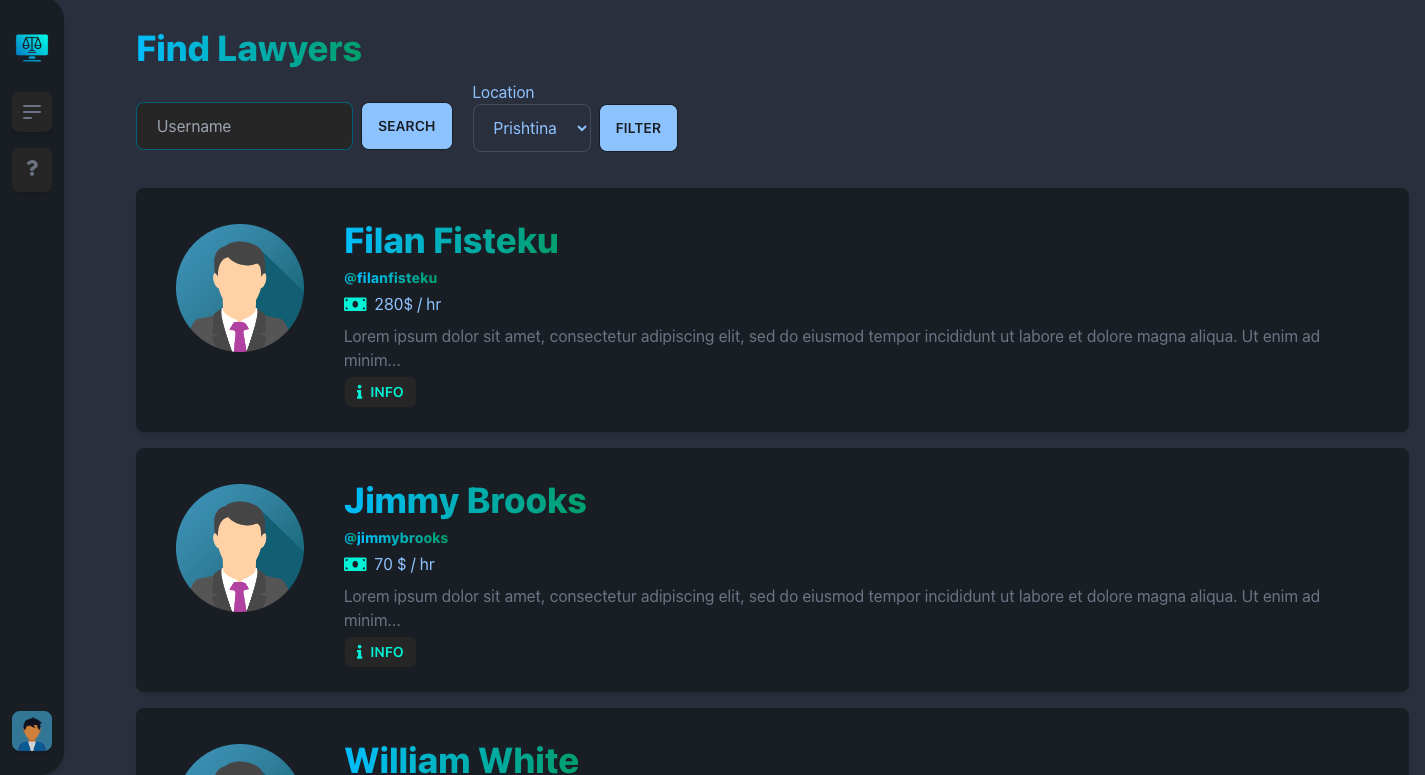 Find Lawyers
Location
Username
SEARCH
Prishtina
FILTER
?
Filan Fisteku
@filanfisteku
280$ / hr
Lorem ipsum dolor sit amet, consectetur adipiscing elit, sed do eiusmod tempor incididunt ut labore et dolore magna aliqua. Ut enim ad
minim...
INFO
Jimmy Brooks
@jimmybrooks
70 $ / hr
Lorem ipsum dolor sit amet, consectetur adipiscing elit, sed do eiusmod tempor incididunt ut labore et dolore magna aliqua. Ut enim ad
minim...
INFO
William White